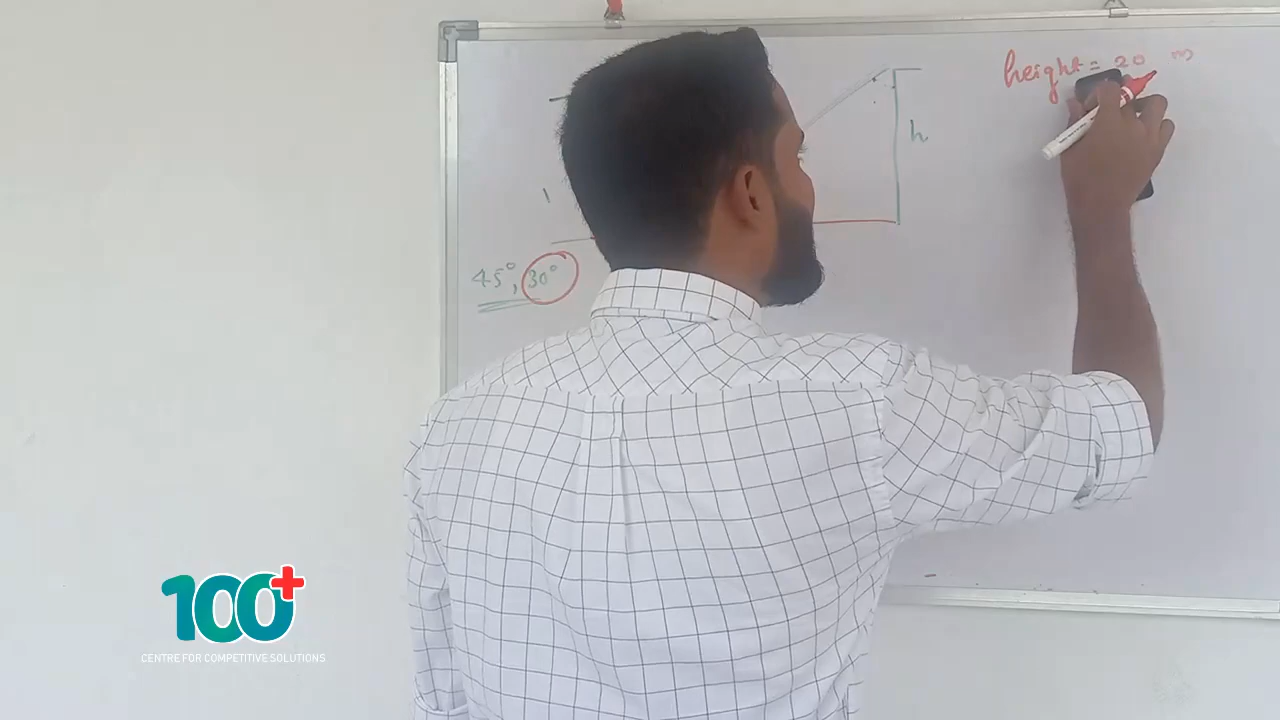 height = 20 m
h
45°, 30°
100+
CENTRE FOR COMPETITIVE SOLUTIONS